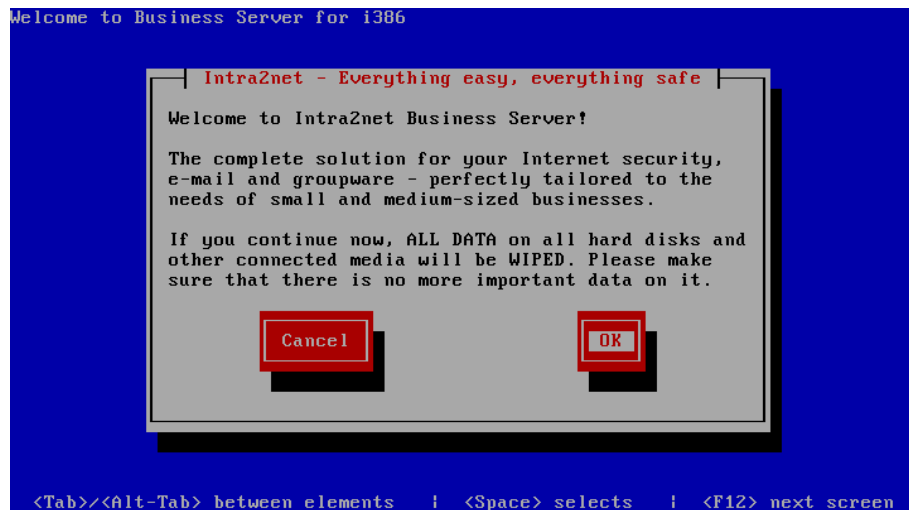 Welcome to Business Server for i386
Intra2net - Everything easy, everything safe
Welcome to Intra2net Business Server!
The complete solution for your Internet security,
e-mail and groupware - perfectly tailored to the
needs of small and medium-sized businesses.
If you continue now, ALL DATA on all hard disks and
other connected media will be WIPED. Please make
sure that there is no more important data on it.
Cancel OK
<Tab>/<Alt-Tab> between elements | <Space> selects | <F12> next screen